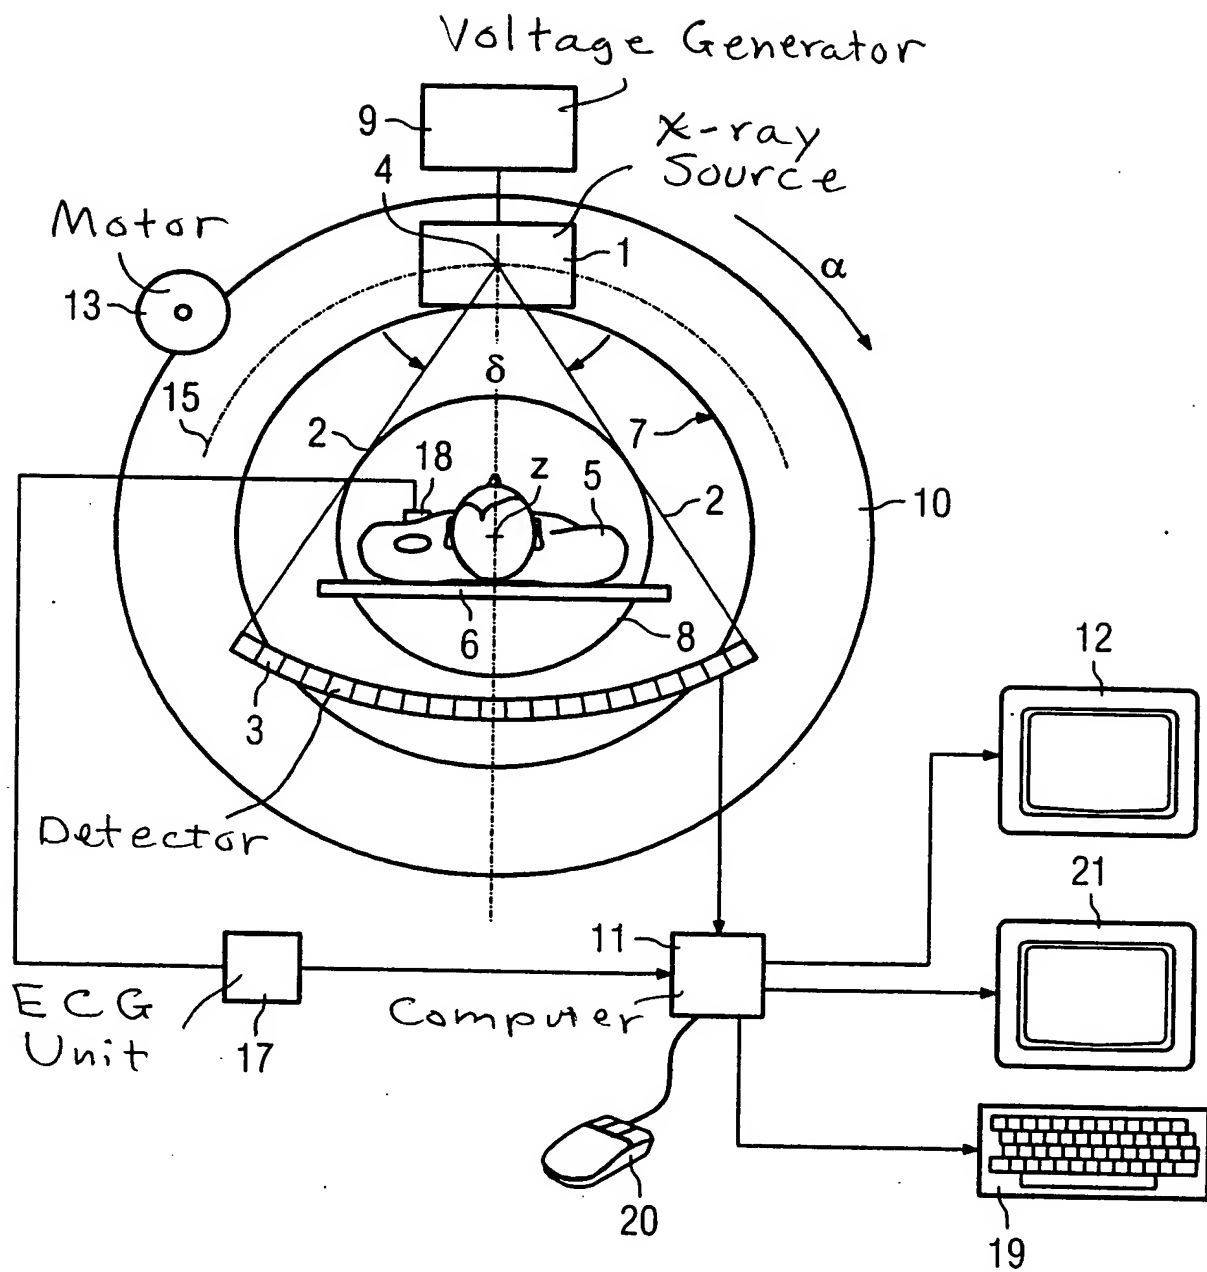 Voltage Generator
9
X-ray
Source
4
Motor
1
α
13
δ
15
2
7
18
z
5
2
10
6
8
12
3
Detector
21
11
ECG
Unit
Computer
17
20
19